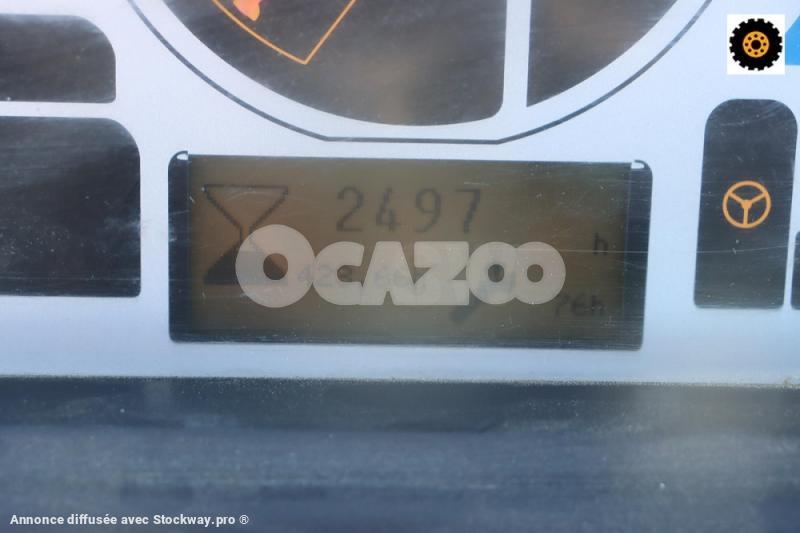 2497
h
OCAZOO
76h
Annonce diffusée avec Stockway.pro ®